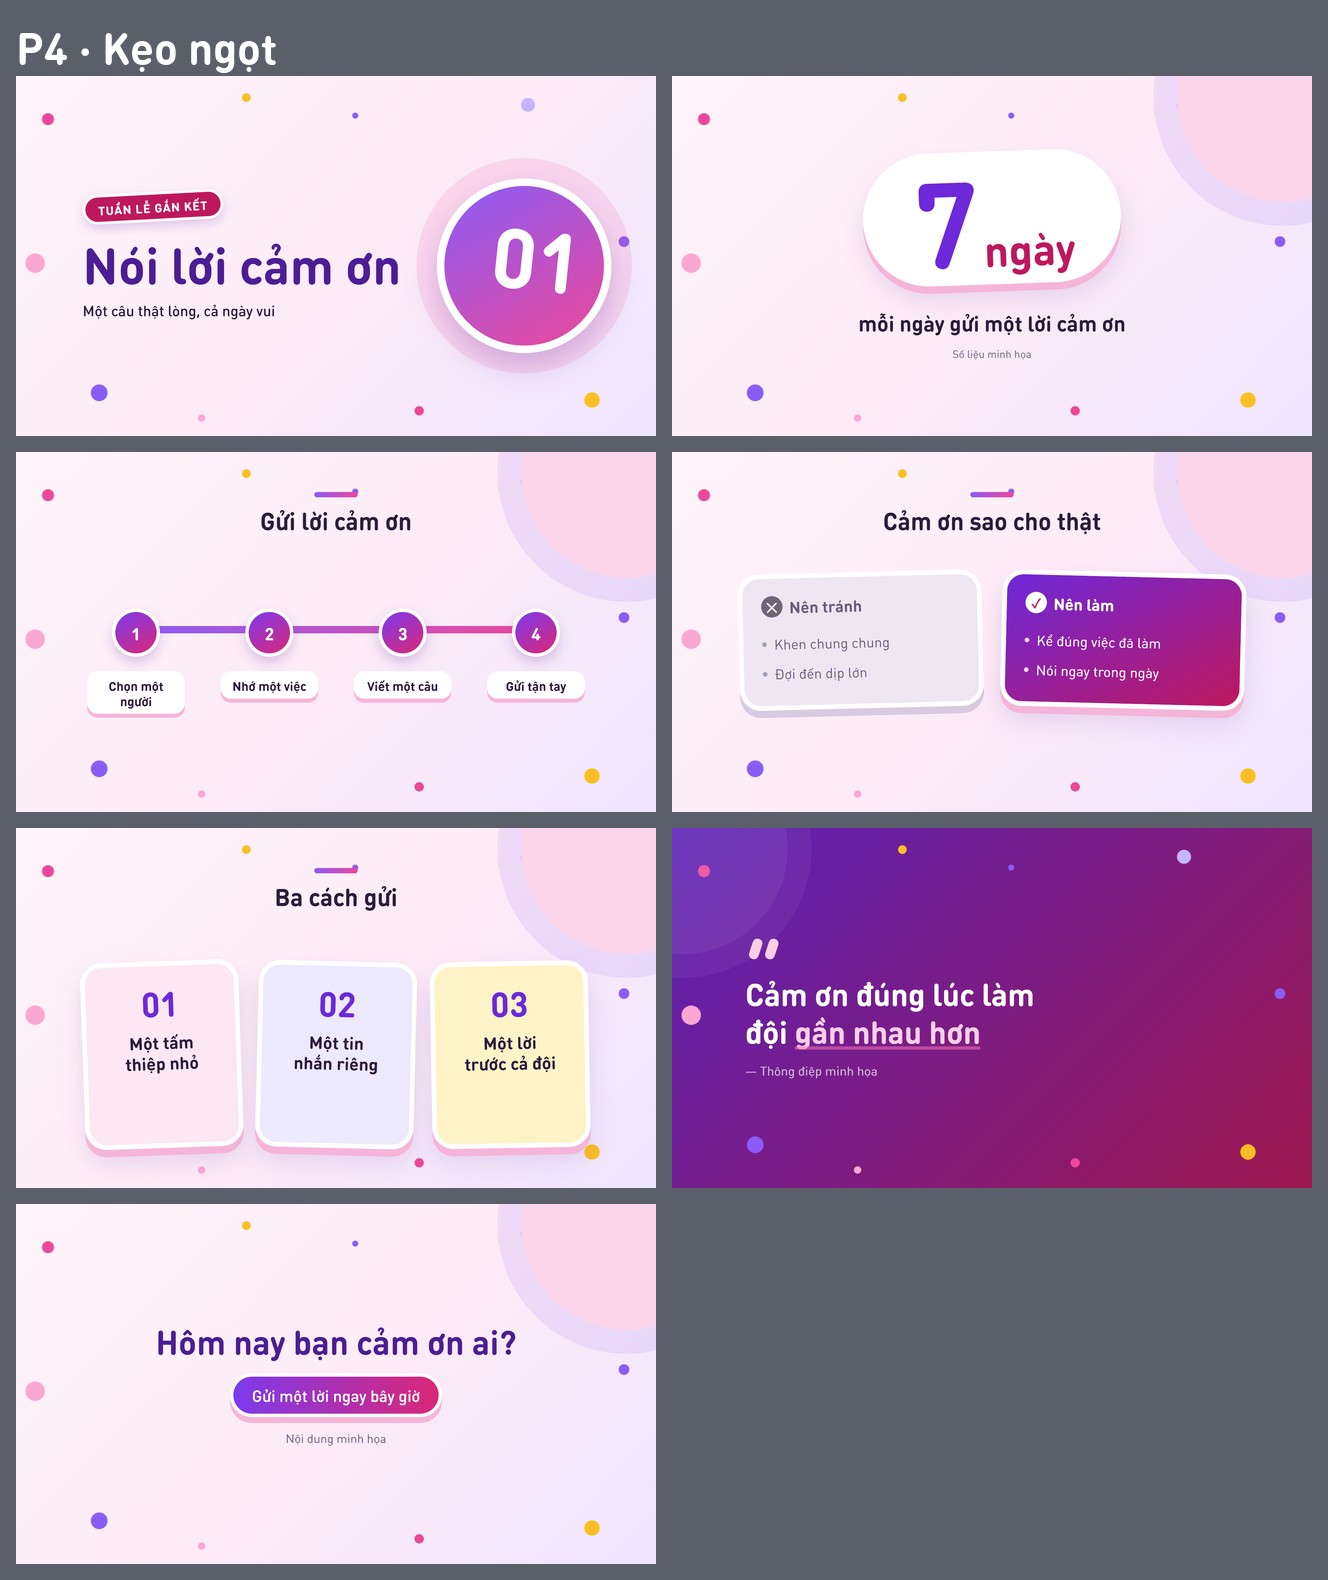 P4 · Kẹo ngọt
TUẦN LỄ GẮN KẾT
Nói lời cảm ơn
Một câu thật lòng, cả ngày vui
01
7 ngày
mỗi ngày gửi một lời cảm ơn
Số liệu minh họa
Gửi lời cảm ơn
1
2
3
4
Chọn một
người
Nhớ một việc
Viết một câu
Gửi tận tay
Cảm ơn sao cho thật
Nên tránh
Khen chung chung
Đợi đến dịp lớn
Nên làm
Kể đúng việc đã làm
Nói ngay trong ngày
Ba cách gửi
01
Một tấm
thiệp nhỏ
02
Một tin
nhắn riêng
03
Một lời
trước cả đội
"
Cảm ơn đúng lúc làm
đội gần nhau hơn
— Thông điệp minh họa
Hôm nay bạn cảm ơn ai?
Gửi một lời ngay bây giờ
Nội dung minh họa